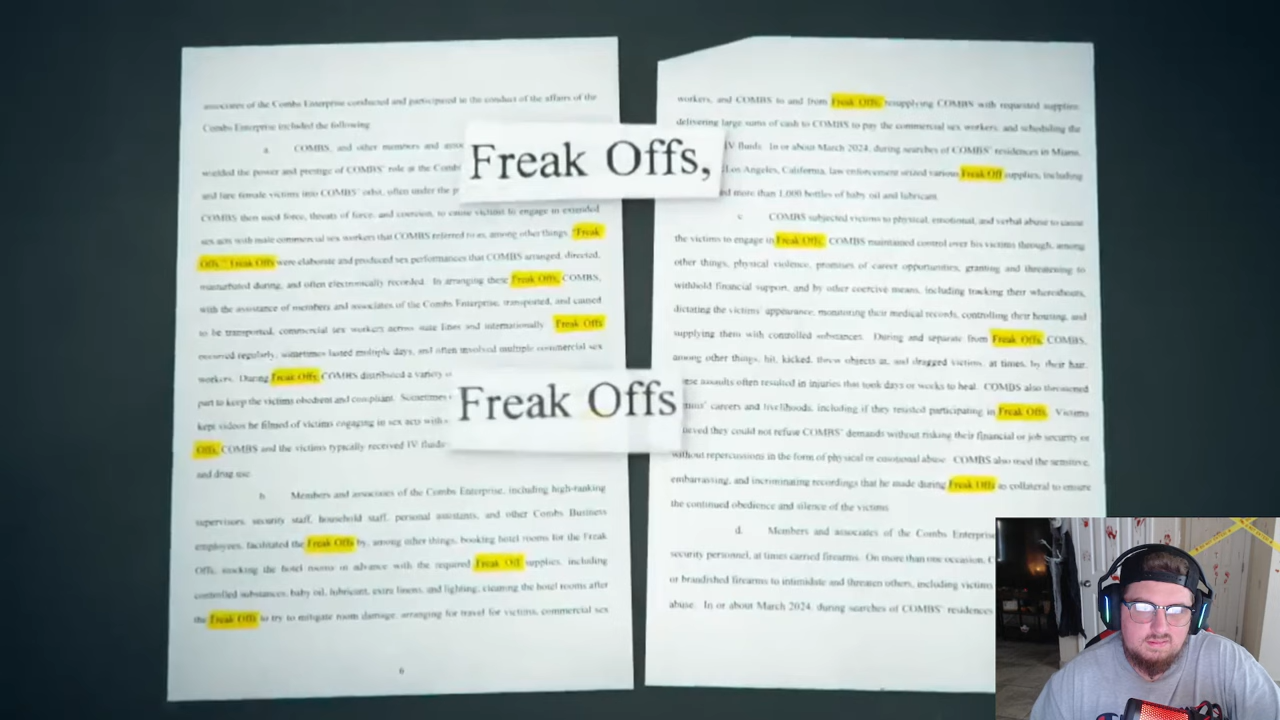 associates of the Combs Enterprise conducted and participated in the conduct of the affairs of the
Combs Enterprise included the following:
a. COMBS, and other members and asso
wielded the power and prestige of COMBS' role at the Comb
and lure female victims into COMBS' orbit, often under the p
COMBS then used force, threats of force, and coercion, to cause victims to engage in extended
sex acts with male commercial sex workers that COMBS referred to as, among other things, "Freak
Offs." Freak Offs were elaborate and produced sex performances that COMBS arranged, directed,
masturbated during, and often electronically recorded. In arranging these Freak Offs, COMBS,
with the assistance of members and associates of the Combs Enterprise, transported, and caused
to be transported, commercial sex workers across state lines and internationally. Freak Offs
occurred regularly, sometimes lasted multiple days, and often involved multiple commercial sex
workers. During Freak Offs, COMBS distributed a variety o
part to keep the victims obedient and compliant. Sometimes
kept videos he filmed of victims engaging in sex acts with
Offs, COMBS and the victims typically received IV fluids
and drug use.
b. Members and associates of the Combs Enterprise, including high-ranking
supervisors, security staff, household staff, personal assistants, and other Combs Business
employees, facilitated the Freak Offs by, among other things, booking hotel rooms for the Freak
Offs, stocking the hotel rooms in advance with the required Freak Off supplies, including
controlled substances, baby oil, lubricant, extra linens, and lighting; cleaning the hotel rooms after
the Freak Offs to try to mitigate room damage; arranging for travel for victims, commercial sex
6
Freak Offs,
Freak Offs
workers, and COMBS to and from Freak Offs; resupplying COMBS with requested supplies;
delivering large sums of cash to COMBS to pay the commercial sex workers; and scheduling the
IV fluids. In or about March 2024, during searches of COMBS' residences in Miami,
Los Angeles, California, law enforcement seized various Freak Off supplies, including
d more than 1,000 bottles of baby oil and lubricant.
c. COMBS subjected victims to physical, emotional, and verbal abuse to cause
the victims to engage in Freak Offs. COMBS maintained control over his victims through, among
other things, physical violence, promises of career opportunities, granting and threatening to
withhold financial support, and by other coercive means, including tracking their whereabouts,
dictating the victims' appearance, monitoring their medical records, controlling their housing, and
supplying them with controlled substances. During and separate from Freak Offs, COMBS,
among other things, hit, kicked, threw objects at, and dragged victims, at times, by their hair.
ese assaults often resulted in injuries that took days or weeks to heal. COMBS also threatened
tims' careers and livelihoods, including if they resisted participating in Freak Offs. Victims
lieved they could not refuse COMBS' demands without risking their financial or job security or
without repercussions in the form of physical or emotional abuse. COMBS also used the sensitive,
embarrassing, and incriminating recordings that he made during Freak Offs as collateral to ensure
the continued obedience and silence of the victims.
d. Members and associates of the Combs Enterprise
security personnel, at times carried firearms. On more than one occasion, C
or brandished firearms to intimidate and threaten others, including victims
abuse. In or about March 2024, during searches of COMBS' residences